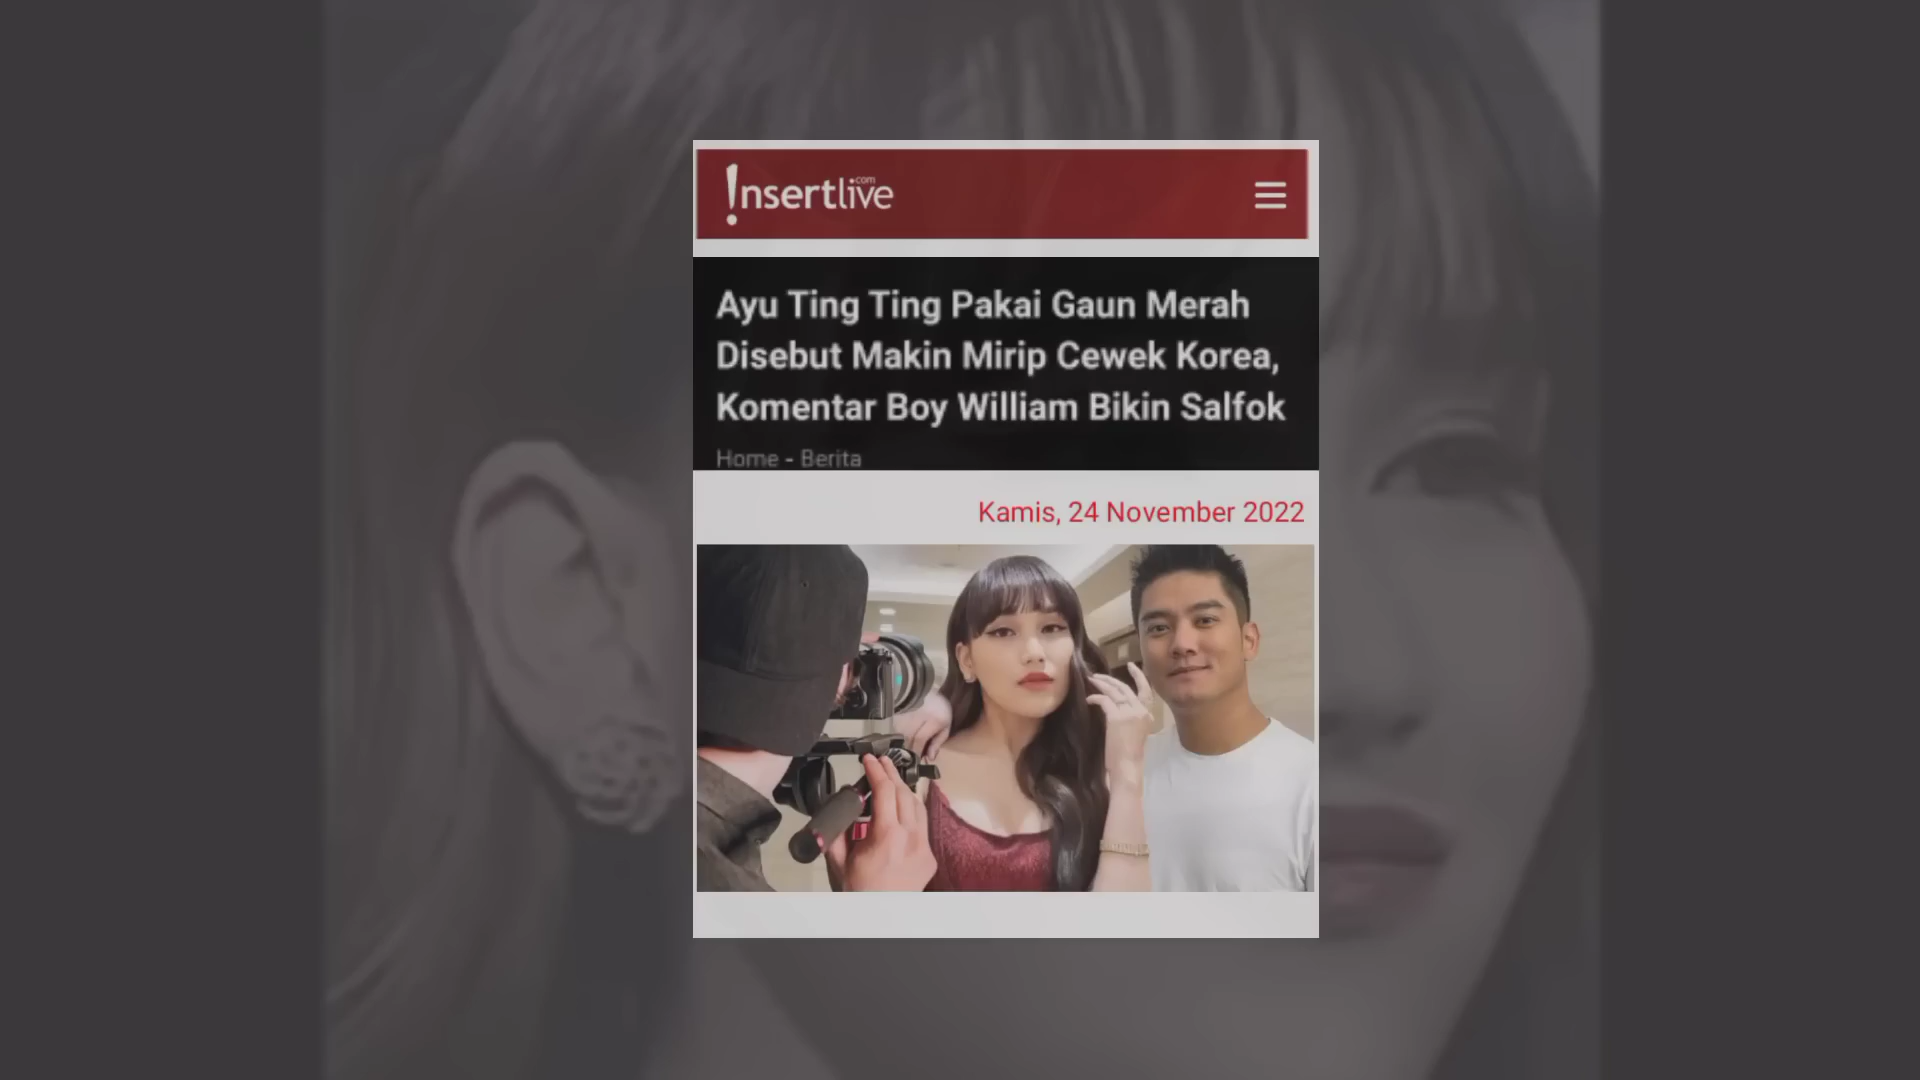 Insertlive.com
Ayu Ting Ting Pakai Gaun Merah
Disebut Makin Mirip Cewek Korea,
Komentar Boy William Bikin Salfok
Home - Berita
Kamis, 24 November 2022